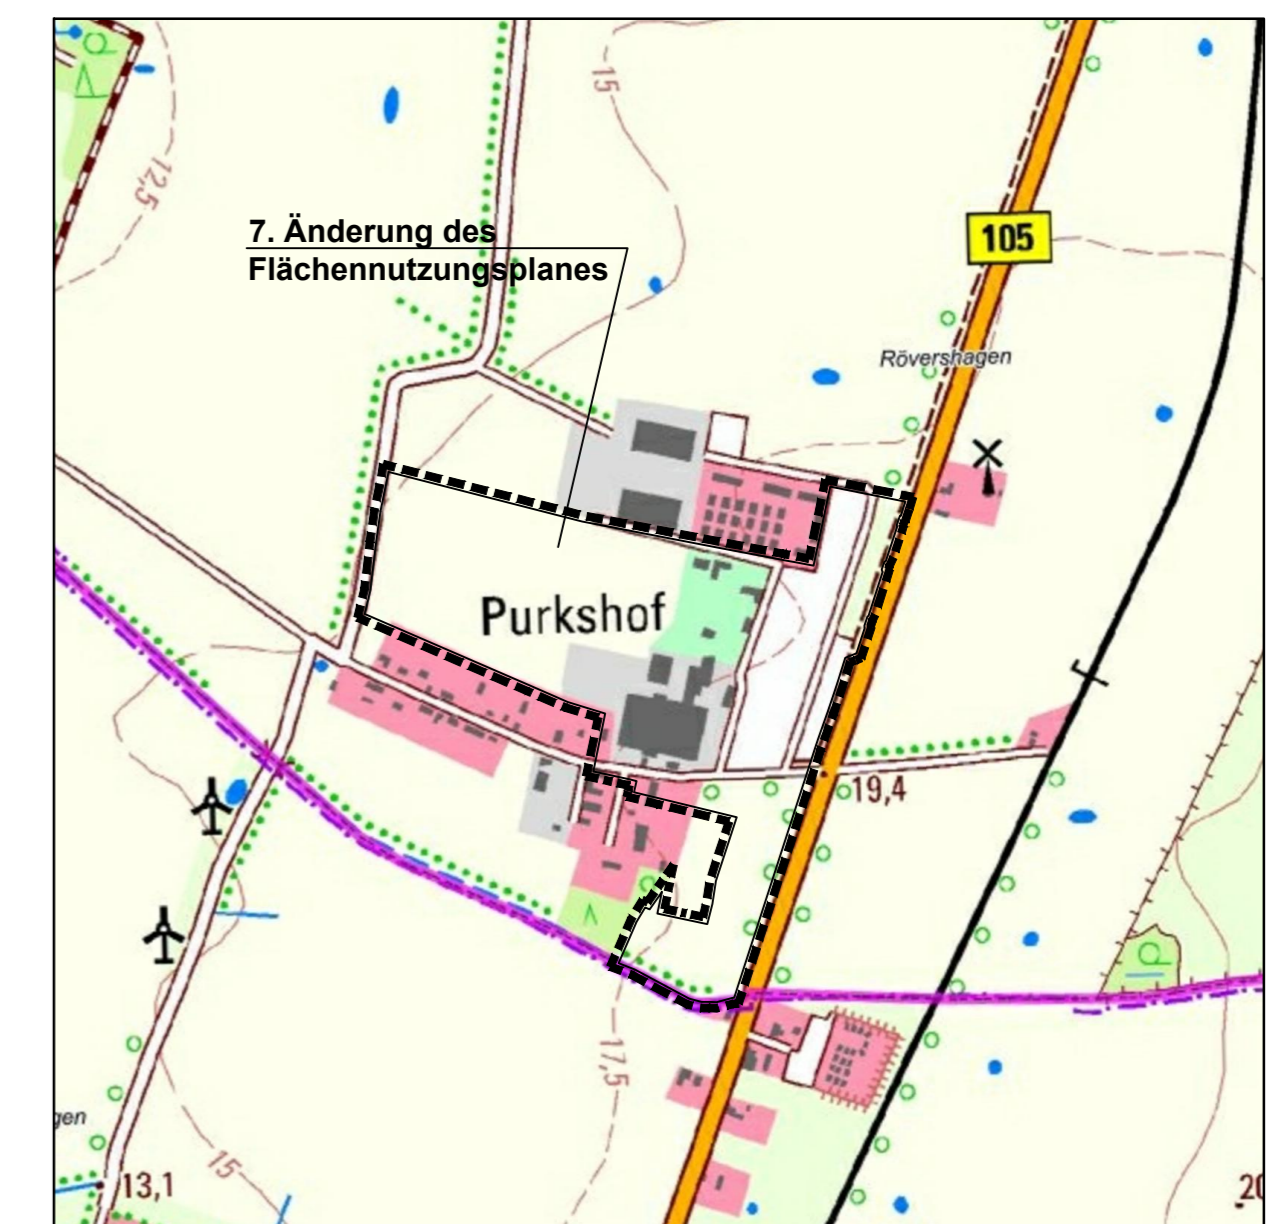 15
12,5
7. Änderung des
Flächennutzungsplanes
105
Rövershagen
Purkshof
19,4
17,5
gen
15
13,1
20